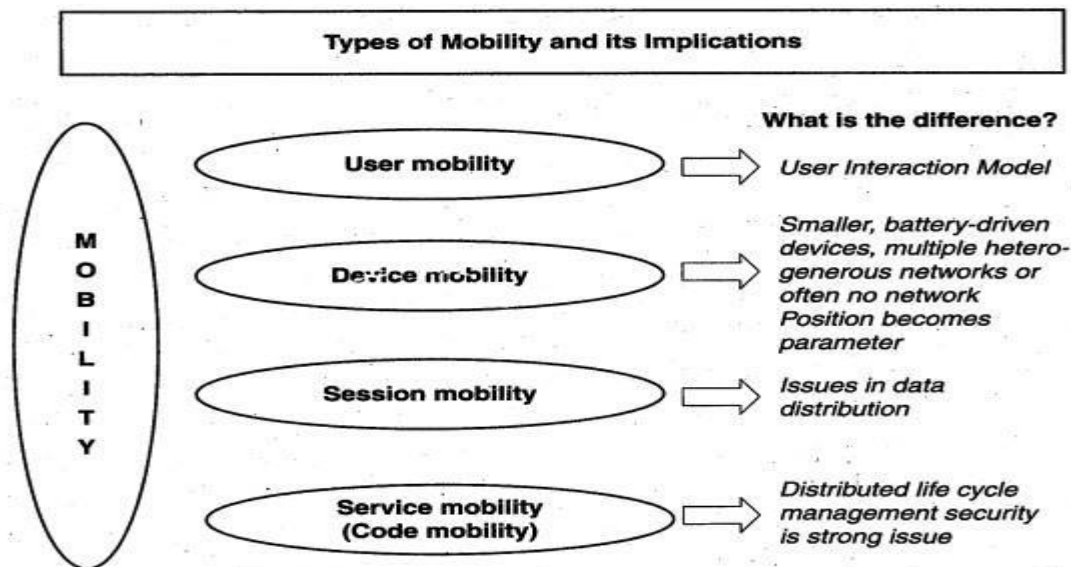 Types of Mobility and its Implications
What is the difference?
MOBILITY
User mobility
User Interaction Model
Device mobility
Smaller, battery-driven
devices, multiple hetero-
generous networks or
often no network
Position becomes
parameter
Session mobility
Issues in data
distribution
Service mobility
(Code mobility)
Distributed life cycle
management security
is strong issue